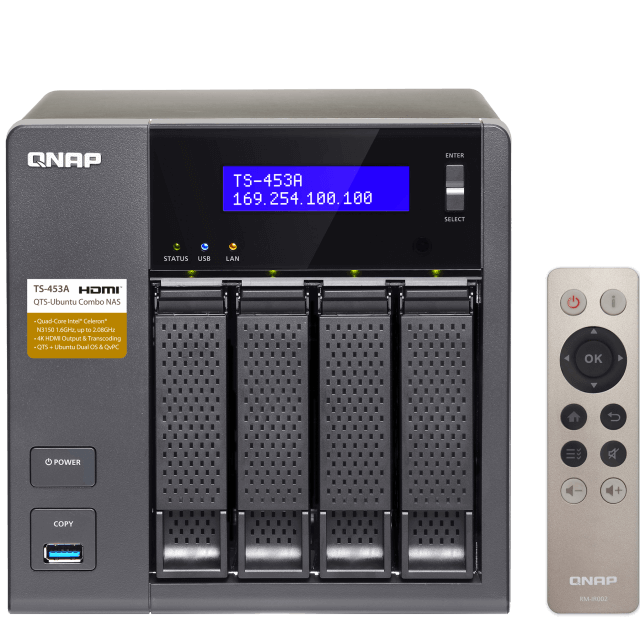 QNAP
TS-453A
169.254.100.100
ENTER
SELECT
STATUS USB LAN
TS-453A HDMI
QTS-Ubuntu Combo NAS
• Quad-Core Intel® Celeron®
N3150 1.6GHz, up to 2.08GHz
• 4K HDMI Output & Transcoding
• QTS + Ubuntu Dual OS & QvPC
POWER
COPY
i
OK
QNAP
RM-IR002